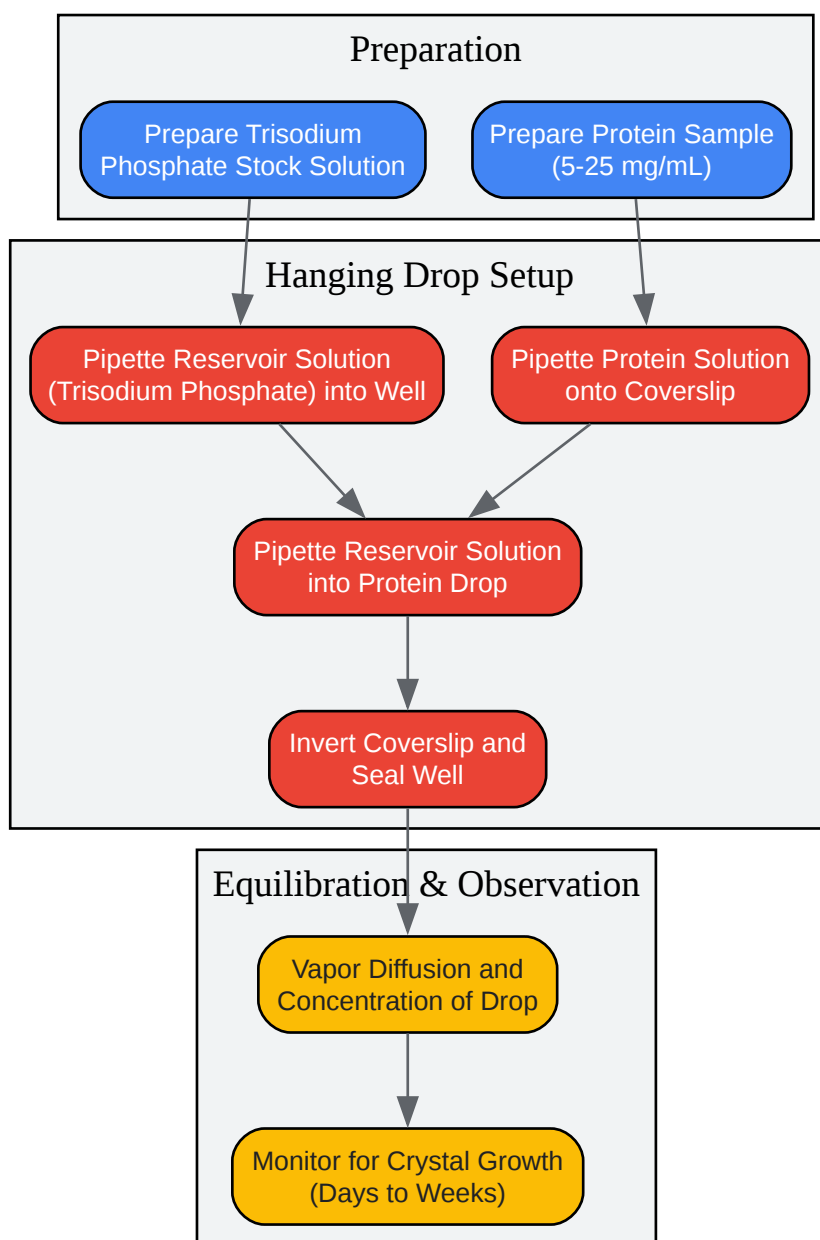 Preparation
Prepare Trisodium
Phosphate Stock Solution
Prepare Protein Sample
(5-25 mg/mL)
Hanging Drop Setup
Pipette Reservoir Solution
(Trisodium Phosphate) into Well
Pipette Protein Solution
onto Coverslip
Pipette Reservoir Solution
into Protein Drop
Invert Coverslip and
Seal Well
Equilibration & Observation
Vapor Diffusion and
Concentration of Drop
Monitor for Crystal Growth
(Days to Weeks)